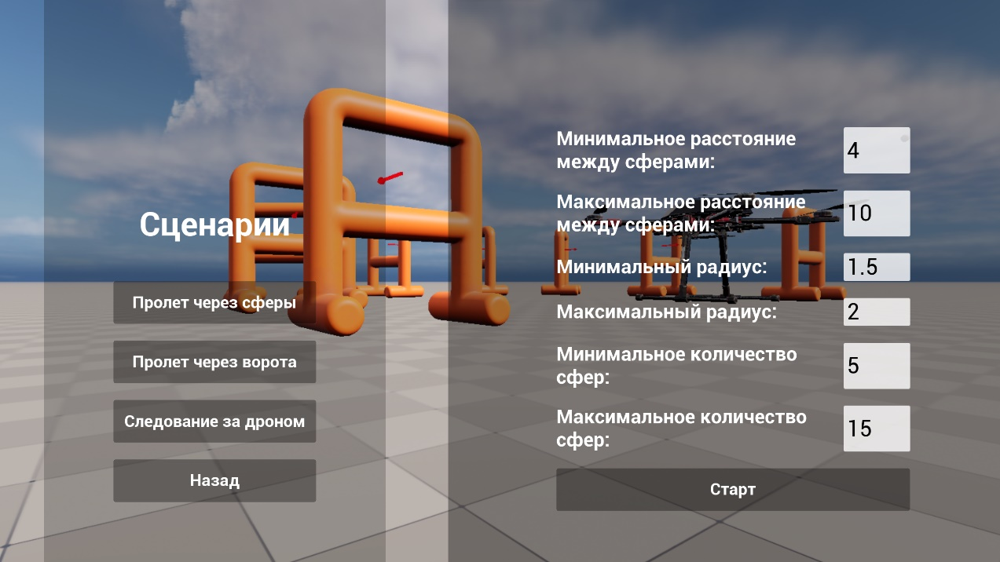 Сценарии
Пролет через сферы
Пролет через ворота
Следование за дроном
Назад
Минимальное расстояние
между сферами:
4
Максимальное расстояние
между сферами:
10
Минимальный радиус:
1.5
Максимальный радиус:
2
Минимальное количество
сфер:
5
Максимальное количество
сфер:
15
Старт